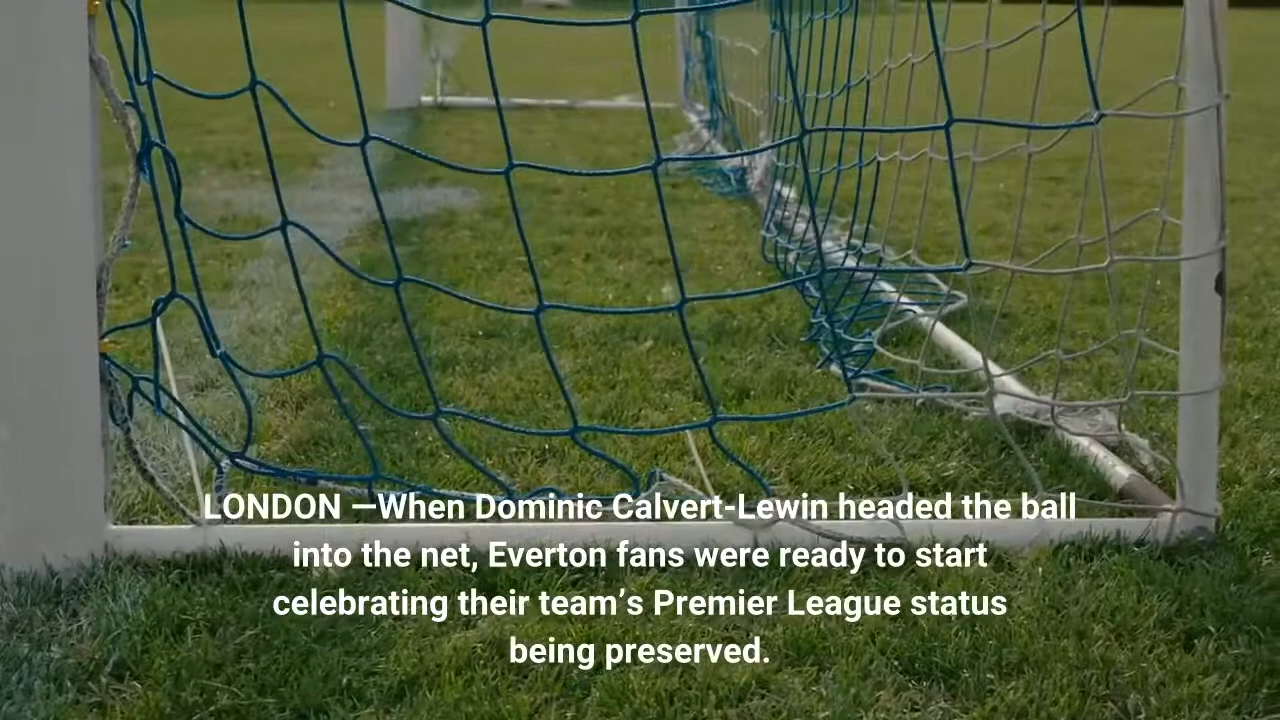 LONDON —When Dominic Calvert-Lewin headed the ball
into the net, Everton fans were ready to start
celebrating their team’s Premier League status
being preserved.